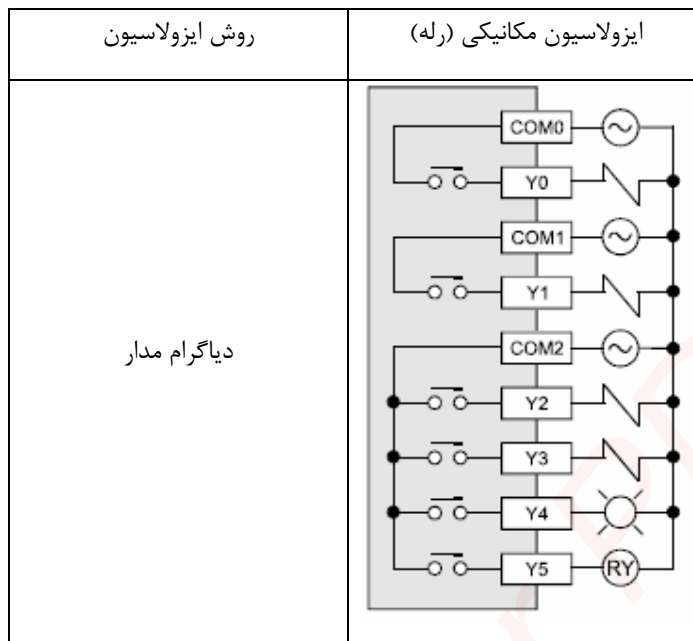 روش ایزولاسیون
ایزولاسیون مکانیکی (رله)
دیاگرام مدار
COM0
Y0
COM1
Y1
COM2
Y2
Y3
Y4
Y5 RY